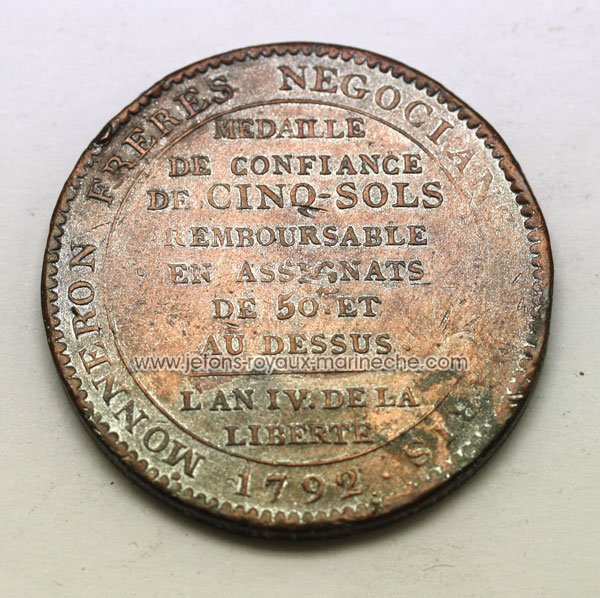 MONNERON FRERES NEGOCIANS
MEDAILLE
DE CONFIANCE
DE CINQ-SOLS
REMBOURSABLE
EN ASSIGNATS
DE 50# ET
AU DESSUS.
www.jetons-royaux-marineche.com
L'AN IV. DE LA
LIBERTE
1792.